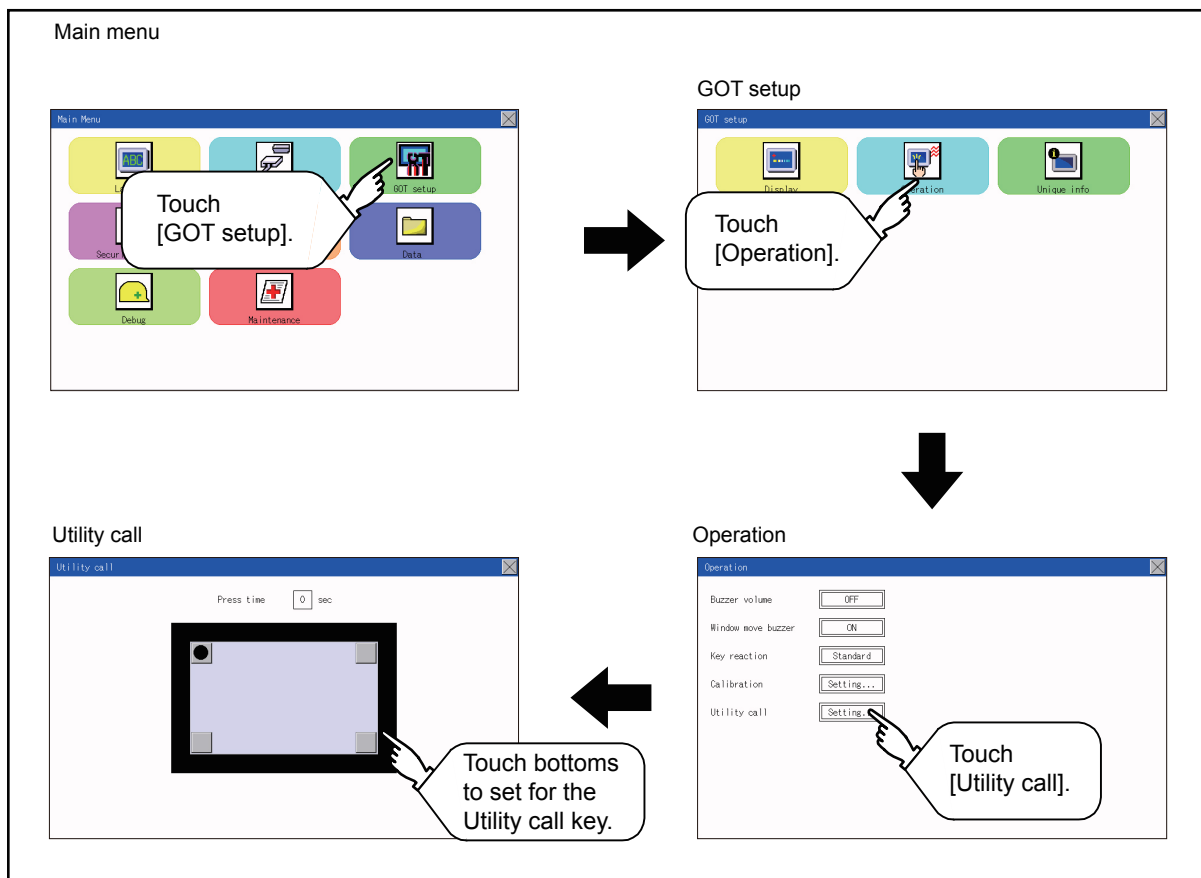 Main menu
Main Menu
ABC
GOT setup
Touch
[GOT setup].
Data
Debug
Maintenance
GOT setup
GOT setup
Display
Unique info
Touch
[Operation].
Utility call
Utility call
Press time 0 sec
Touch bottoms
to set for the
Utility call key.
Operation
Operation
Buzzer volume OFF
Window move buzzer ON
Key reaction Standard
Calibration Setting...
Utility call Setting..
Touch
[Utility call].